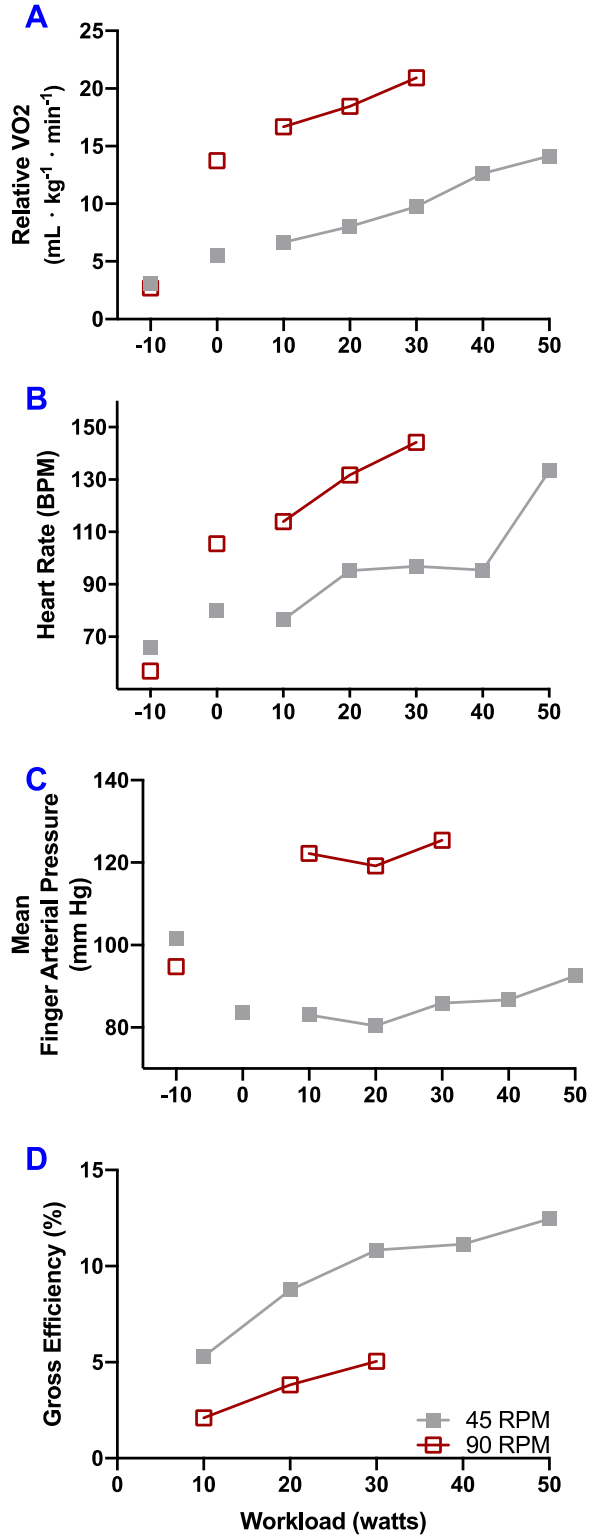 A
Relative VO2
(mL · kg⁻¹ · min⁻¹)
25
20
15
10
5
0
-10 0 10 20 30 40 50
B
Heart Rate (BPM)
150
130
110
90
70
-10 0 10 20 30 40 50
C
Mean
Finger Arterial Pressure
(mm Hg)
140
120
100
80
-10 0 10 20 30 40 50
D
Gross Efficiency (%)
15
10
5
0
45 RPM
90 RPM
0 10 20 30 40 50
Workload (watts)